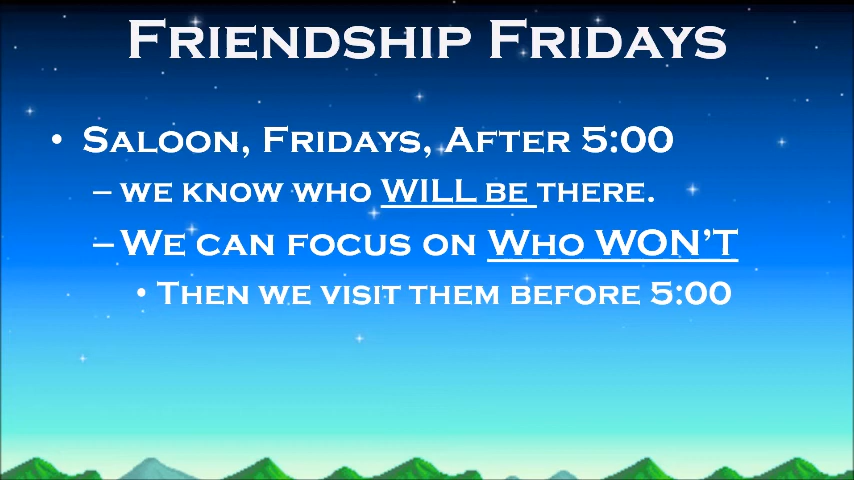 Friendship Fridays
• Saloon, Fridays, After 5:00
– we know who WILL be there.
– We can focus on Who WON'T
• Then we visit them before 5:00